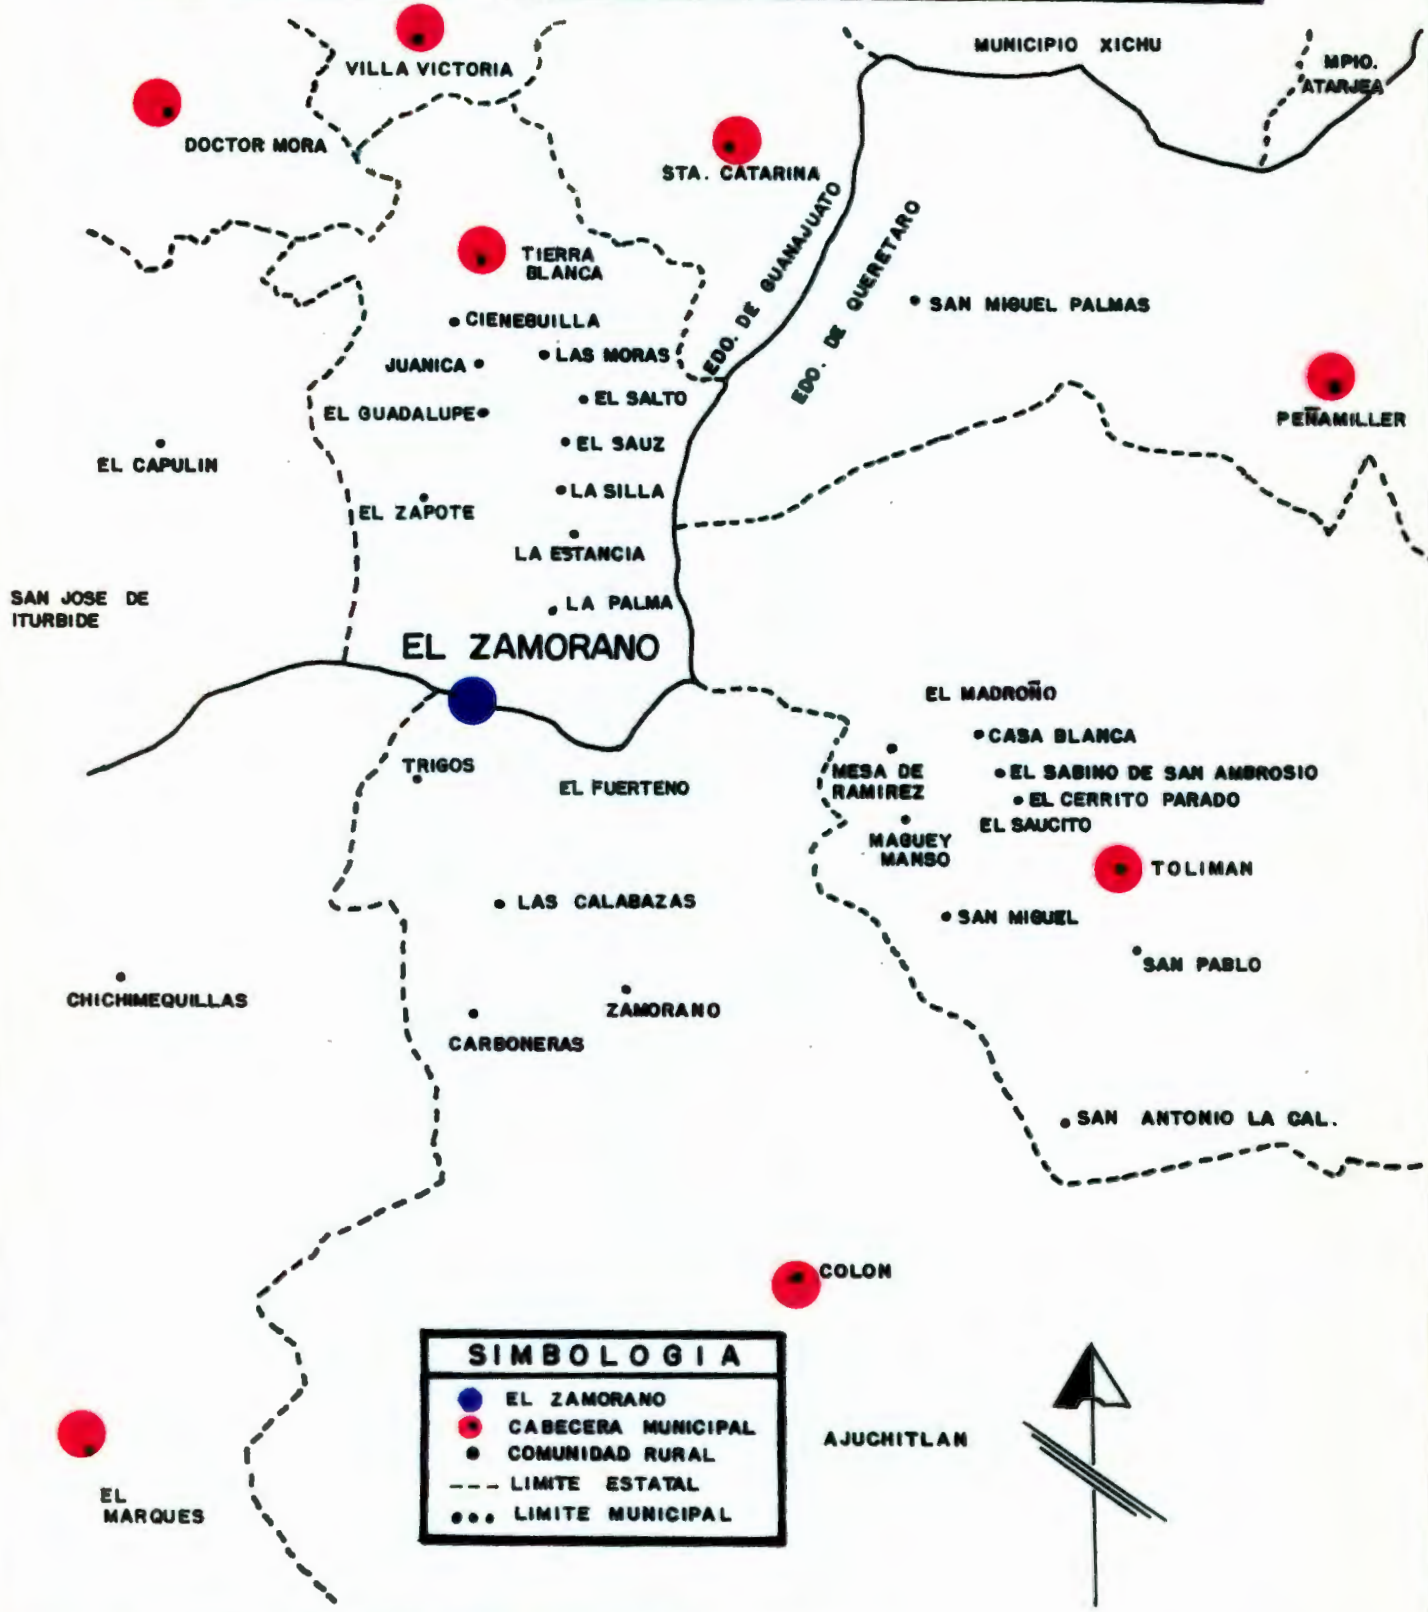 MUNICIPIO XICHU
MPIO.
ATARJEA
VILLA VICTORIA
DOCTOR MORA
STA. CATARINA
EDO. DE GUANAJUATO
EDO. DE QUERETARO
TIERRA
BLANCA
SAN MIGUEL PALMAS
CIENEBUILLA
LAS MORAS
JUANICA
EL SALTO
EL GUADALUPE
PEÑAMILLER
EL SAUZ
EL CAPULIN
LA SILLA
EL ZAPOTE
LA ESTANCIA
SAN JOSE DE
ITURBIDE
LA PALMA
EL ZAMORANO
EL MADROÑO
CASA BLANCA
TRIGOS
MESA DE
RAMIREZ
EL SABINO DE SAN AMBROSIO
EL FUERTENO
EL CERRITO PARADO
EL SAUCITO
MAGUEY
MANSO
TOLIMAN
LAS CALABAZAS
SAN MIGUEL
SAN PABLO
CHICHIMEQUILLAS
ZAMORANO
CARBONERAS
SAN ANTONIO LA CAL.
COLON
SIMBOLOGIA
EL ZAMORANO
CABECERA MUNICIPAL
COMUNIDAD RURAL
LIMITE ESTATAL
LIMITE MUNICIPAL
AJUCHITLAN
EL
MARQUES